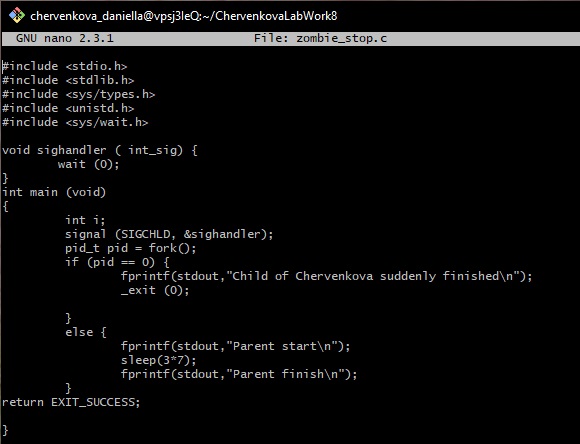 chervenkova_daniella@vpsj3leQ:~/ChervenkovaLabWork8
GNU nano 2.3.1 File: zombie_stop.c
#include <stdio.h>
#include <stdlib.h>
#include <sys/types.h>
#include <unistd.h>
#include <sys/wait.h>
void sighandler ( int_sig) {
wait (0);
}
int main (void)
{
int i;
signal (SIGCHLD, &sighandler);
pid_t pid = fork();
if (pid == 0) {
fprintf(stdout,"Child of Chervenkova suddenly finished\n");
_exit (0);
}
else {
fprintf(stdout,"Parent start\n");
sleep(3*7);
fprintf(stdout,"Parent finish\n");
}
return EXIT_SUCCESS;
}